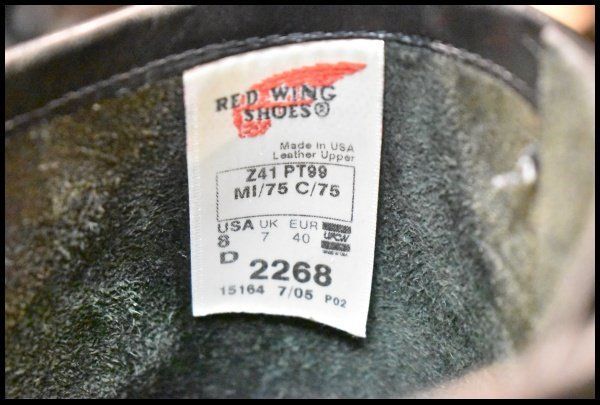 RED WING
SHOES®
Made in USA
Leather Upper
Z41 PT99
MI/75 C/75
USA UK EUR
8 7 40
D 2268
15164 7/05 P02